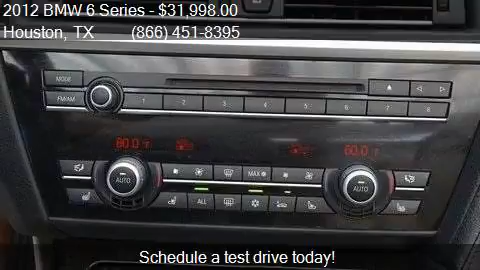 2012 BMW 6 Series - $31,998.00
Houston, TX (866) 451-8395
MODE
FM/AM 1 2 3 4 5 6 7 8
80.0 °F 60.0 °F
MAX
AUTO AUTO
ALL
Schedule a test drive today!